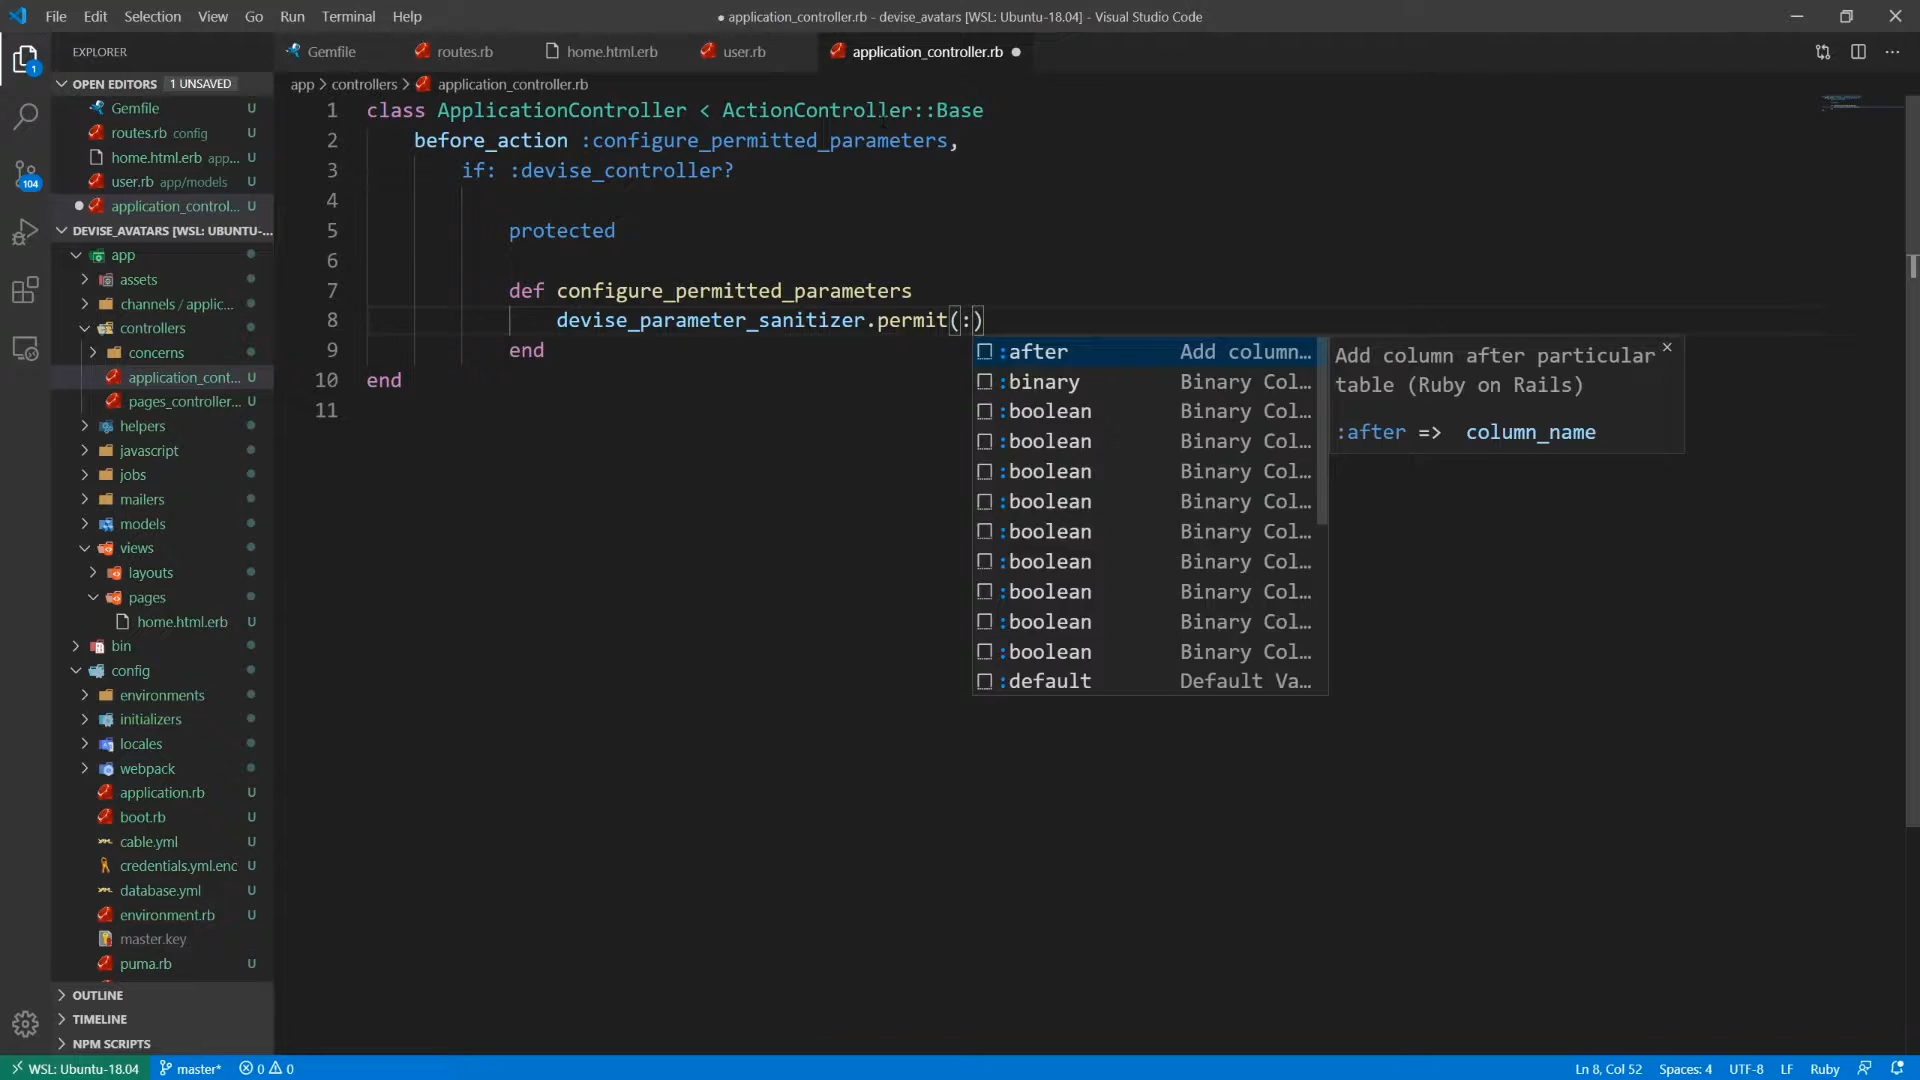 File Edit Selection View Go Run Terminal Help
● application_controller.rb - devise_avatars [WSL: Ubuntu-18.04] - Visual Studio Code
EXPLORER
Gemfile
routes.rb
home.html.erb
user.rb
application_controller.rb
OPEN EDITORS 1 UNSAVED
Gemfile U
routes.rb config U
home.html.erb app... U
user.rb app/models U
application_control... U
DEVISE_AVATARS [WSL: UBUNTU-...
app
assets
channels / applic...
controllers
concerns
application_cont... U
pages_controller... U
helpers
javascript
jobs
mailers
models
views
layouts
pages
home.html.erb U
bin
config
environments
initializers
locales
webpack
application.rb U
boot.rb U
cable.yml U
credentials.yml.enc U
database.yml U
environment.rb U
master.key
puma.rb U
OUTLINE
TIMELINE
NPM SCRIPTS
1
104
app > controllers > application_controller.rb
1 class ApplicationController < ActionController::Base
2 before_action :configure_permitted_parameters,
3 if: :devise_controller?
4
5 protected
6
7 def configure_permitted_parameters
8 devise_parameter_sanitizer.permit(:)
9 end
10 end
11
:after Add column...
:binary Binary Col...
:boolean Binary Col...
:boolean Binary Col...
:boolean Binary Col...
:boolean Binary Col...
:boolean Binary Col...
:boolean Binary Col...
:boolean Binary Col...
:boolean Binary Col...
:boolean Binary Col...
:default Default Va...
Add column after particular
table (Ruby on Rails)
:after => column_name
WSL: Ubuntu-18.04 master* 0 0
Ln 8, Col 52 Spaces: 4 UTF-8 LF Ruby